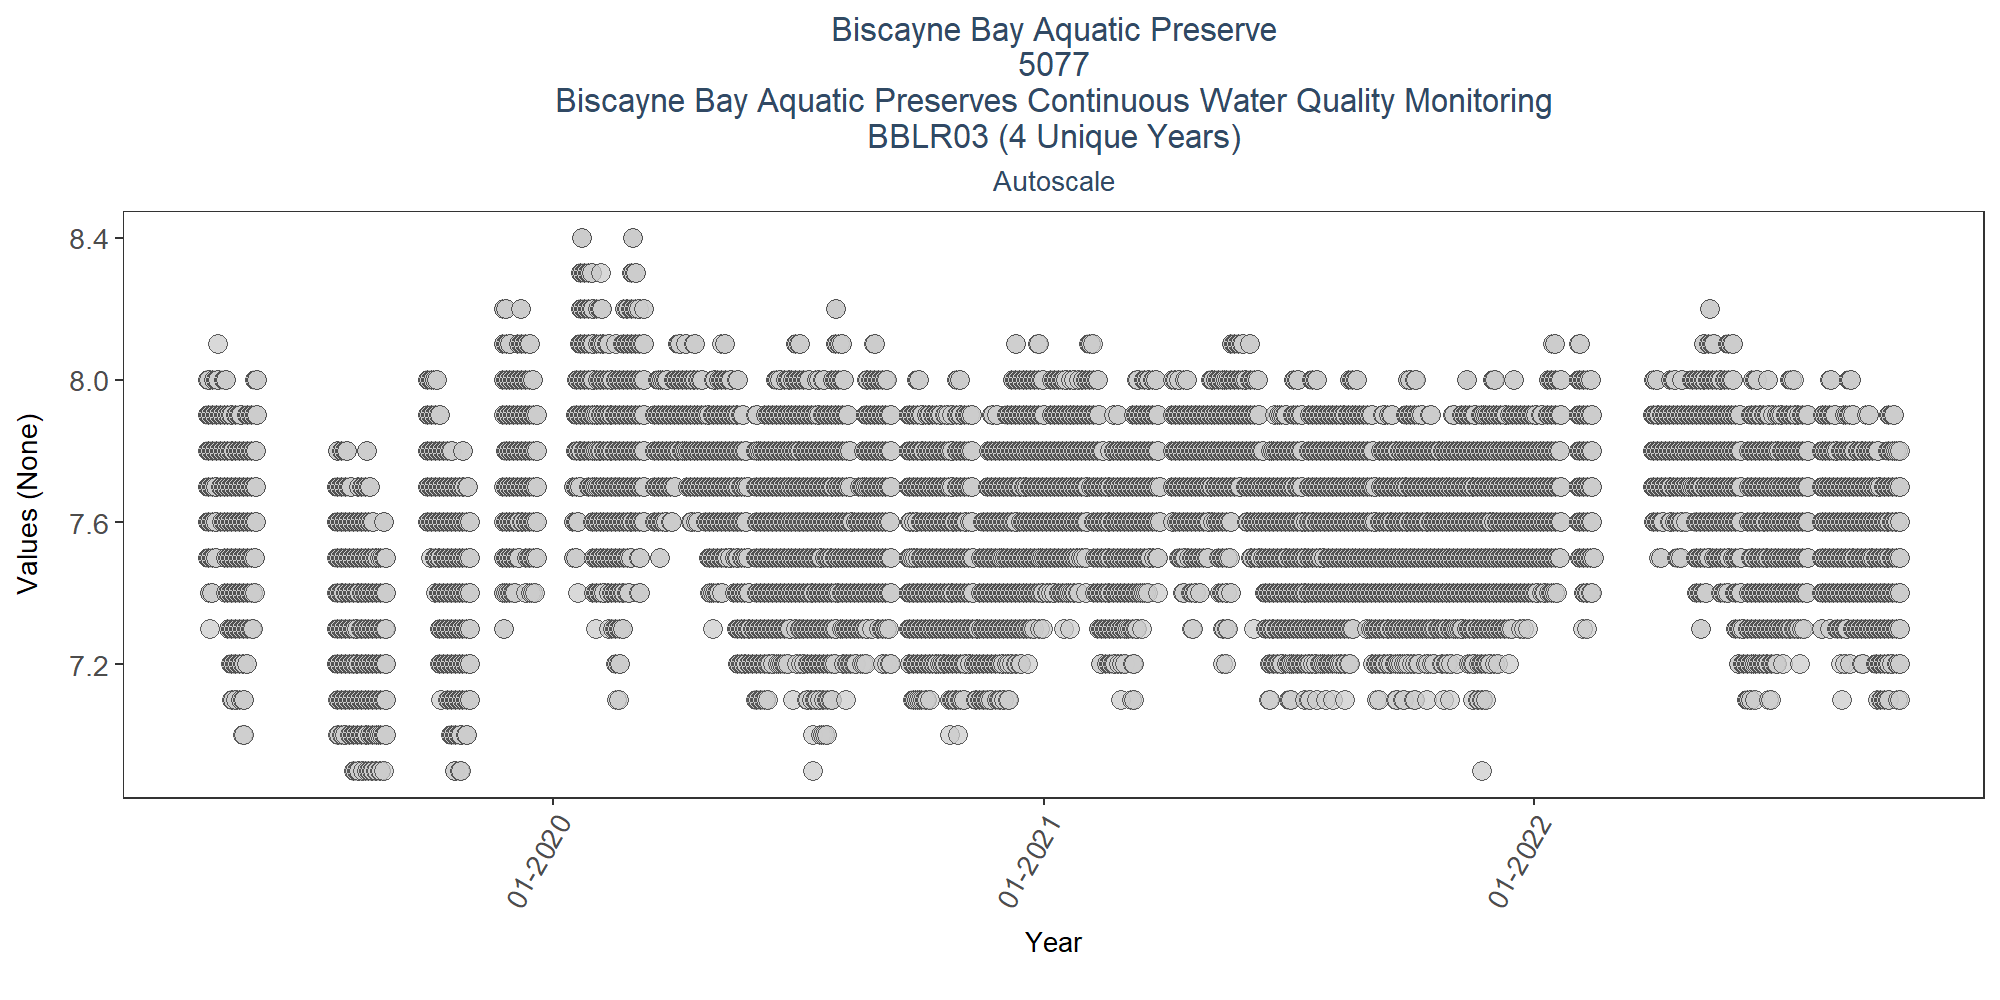 Biscayne Bay Aquatic Preserve
5077
Biscayne Bay Aquatic Preserves Continuous Water Quality Monitoring
BBLR03 (4 Unique Years)
Autoscale
Values (None)
8.4
8.0
7.6
7.2
01-2020
01-2021
01-2022
Year